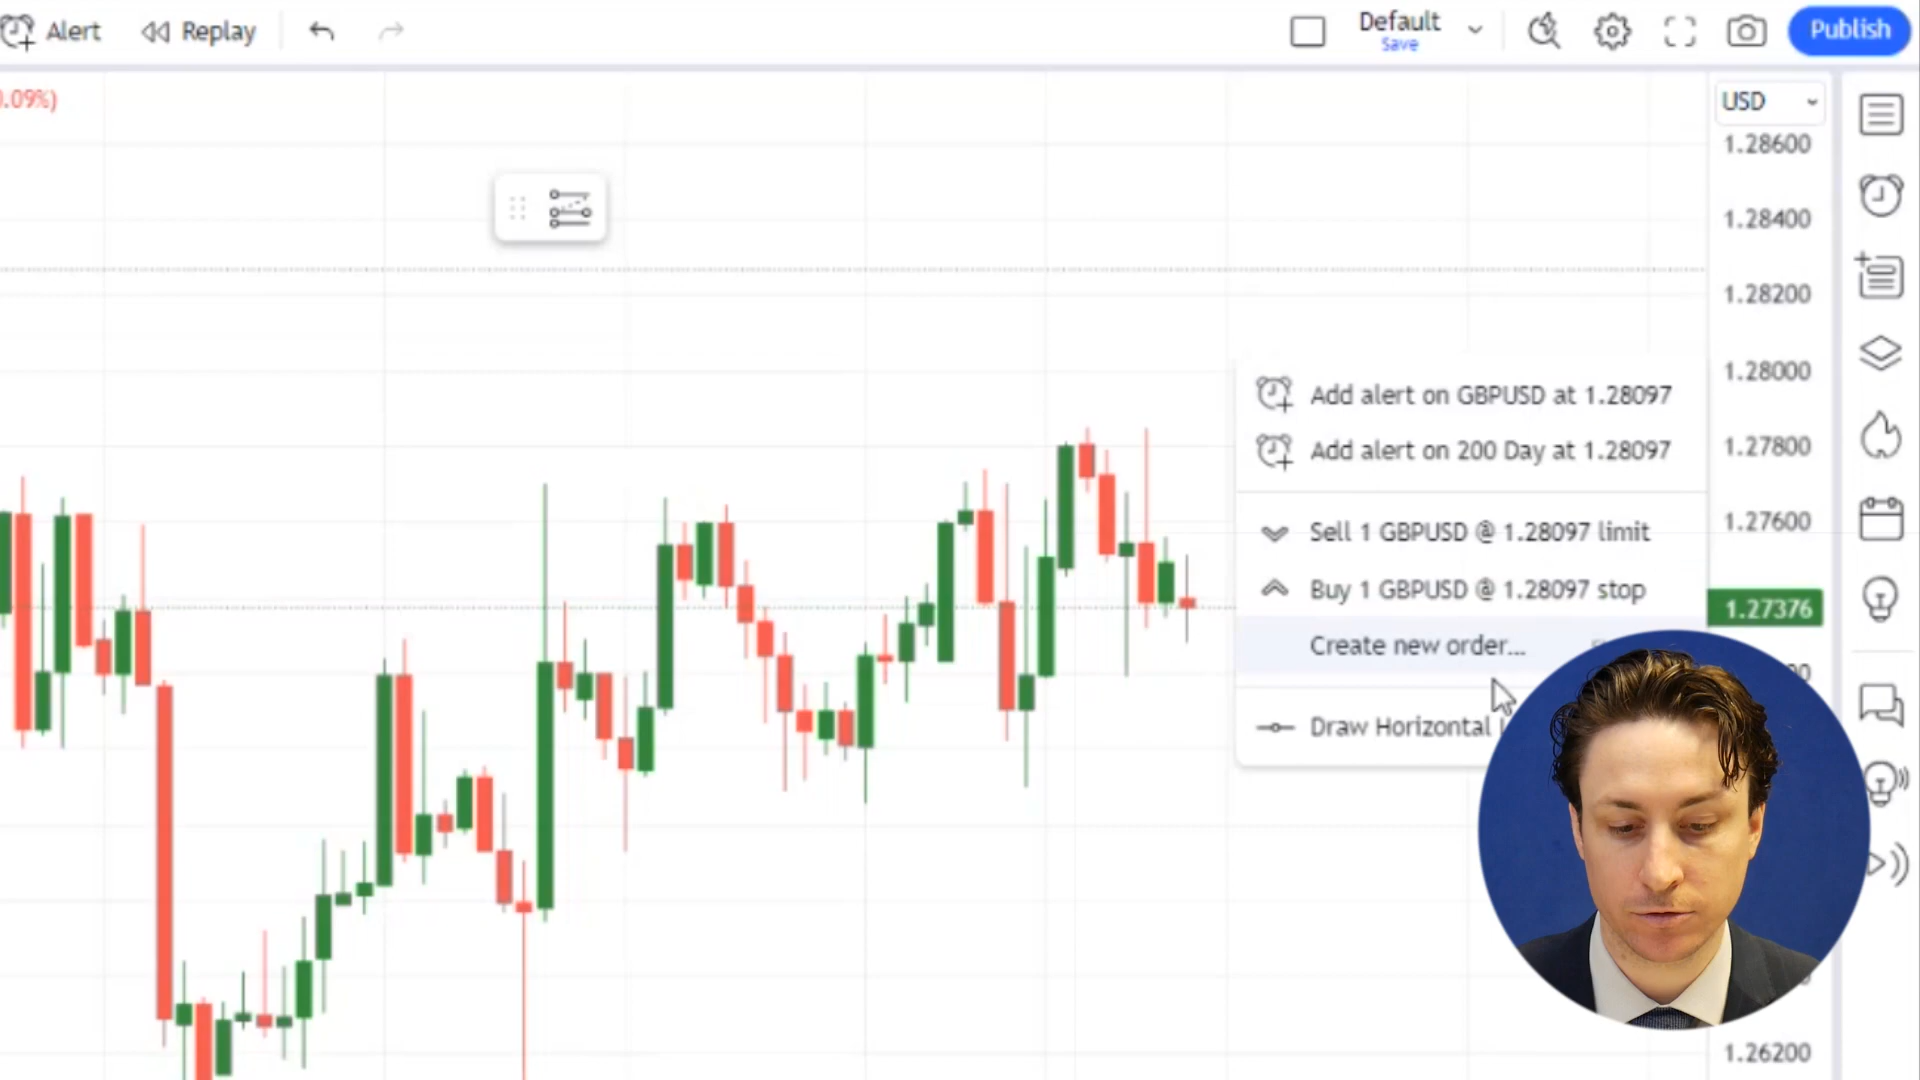 Alert
Replay
Default
Save
Publish
0.09%)
USD
1.28600
1.28400
1.28200
1.28000
1.27800
1.27600
1.27376
1.26200
Add alert on GBPUSD at 1.28097
Add alert on 200 Day at 1.28097
Sell 1 GBPUSD @ 1.28097 limit
Buy 1 GBPUSD @ 1.28097 stop
Create new order...
Draw Horizontal